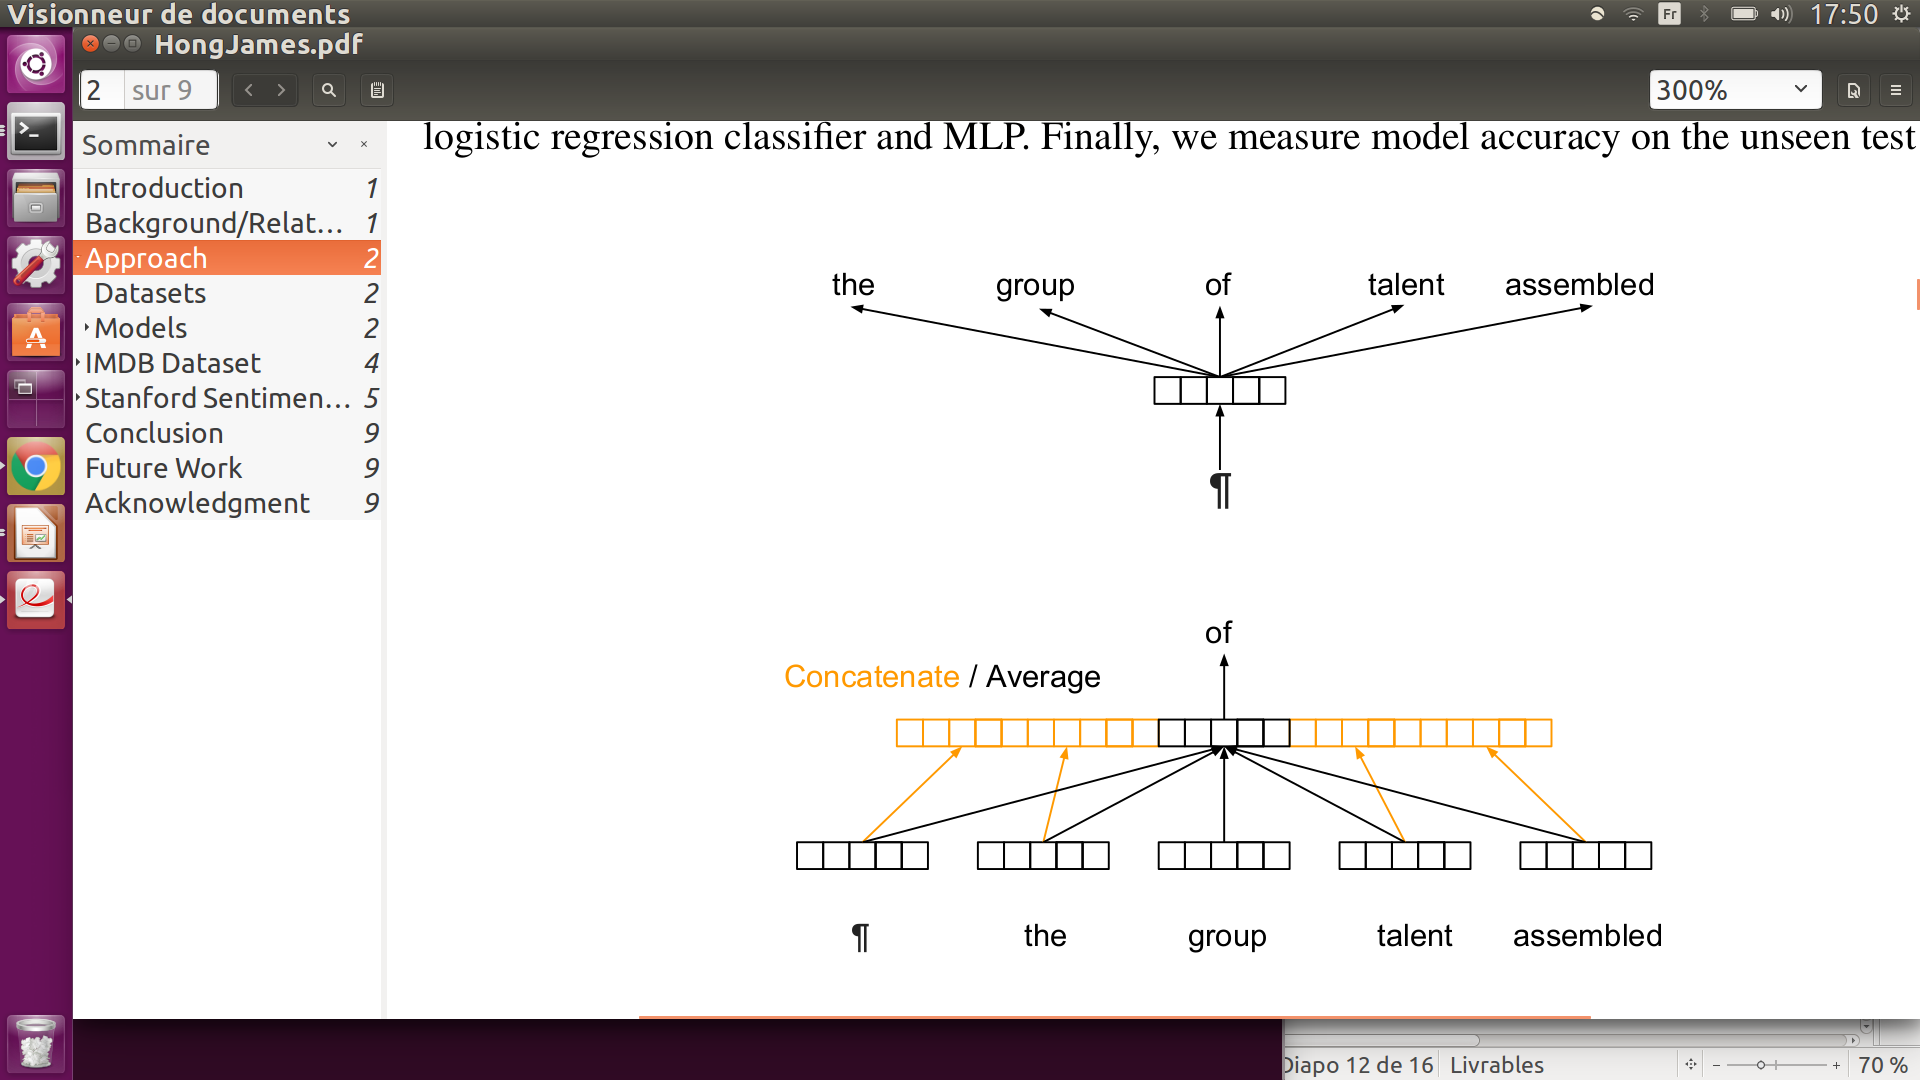 Visionneur de documents
Fr
17:50
HongJames.pdf
2 sur 9
300%
Sommaire
Introduction 1
Background/Relat... 1
Approach 2
Datasets 2
Models 2
IMDB Dataset 4
Stanford Sentimen... 5
Conclusion 9
Future Work 9
Acknowledgment 9
logistic regression classifier and MLP. Finally, we measure model accuracy on the unseen test
the group of talent assembled
¶
of
Concatenate / Average
¶ the group talent assembled
Diapo 12 de 16 Livrables 70 %